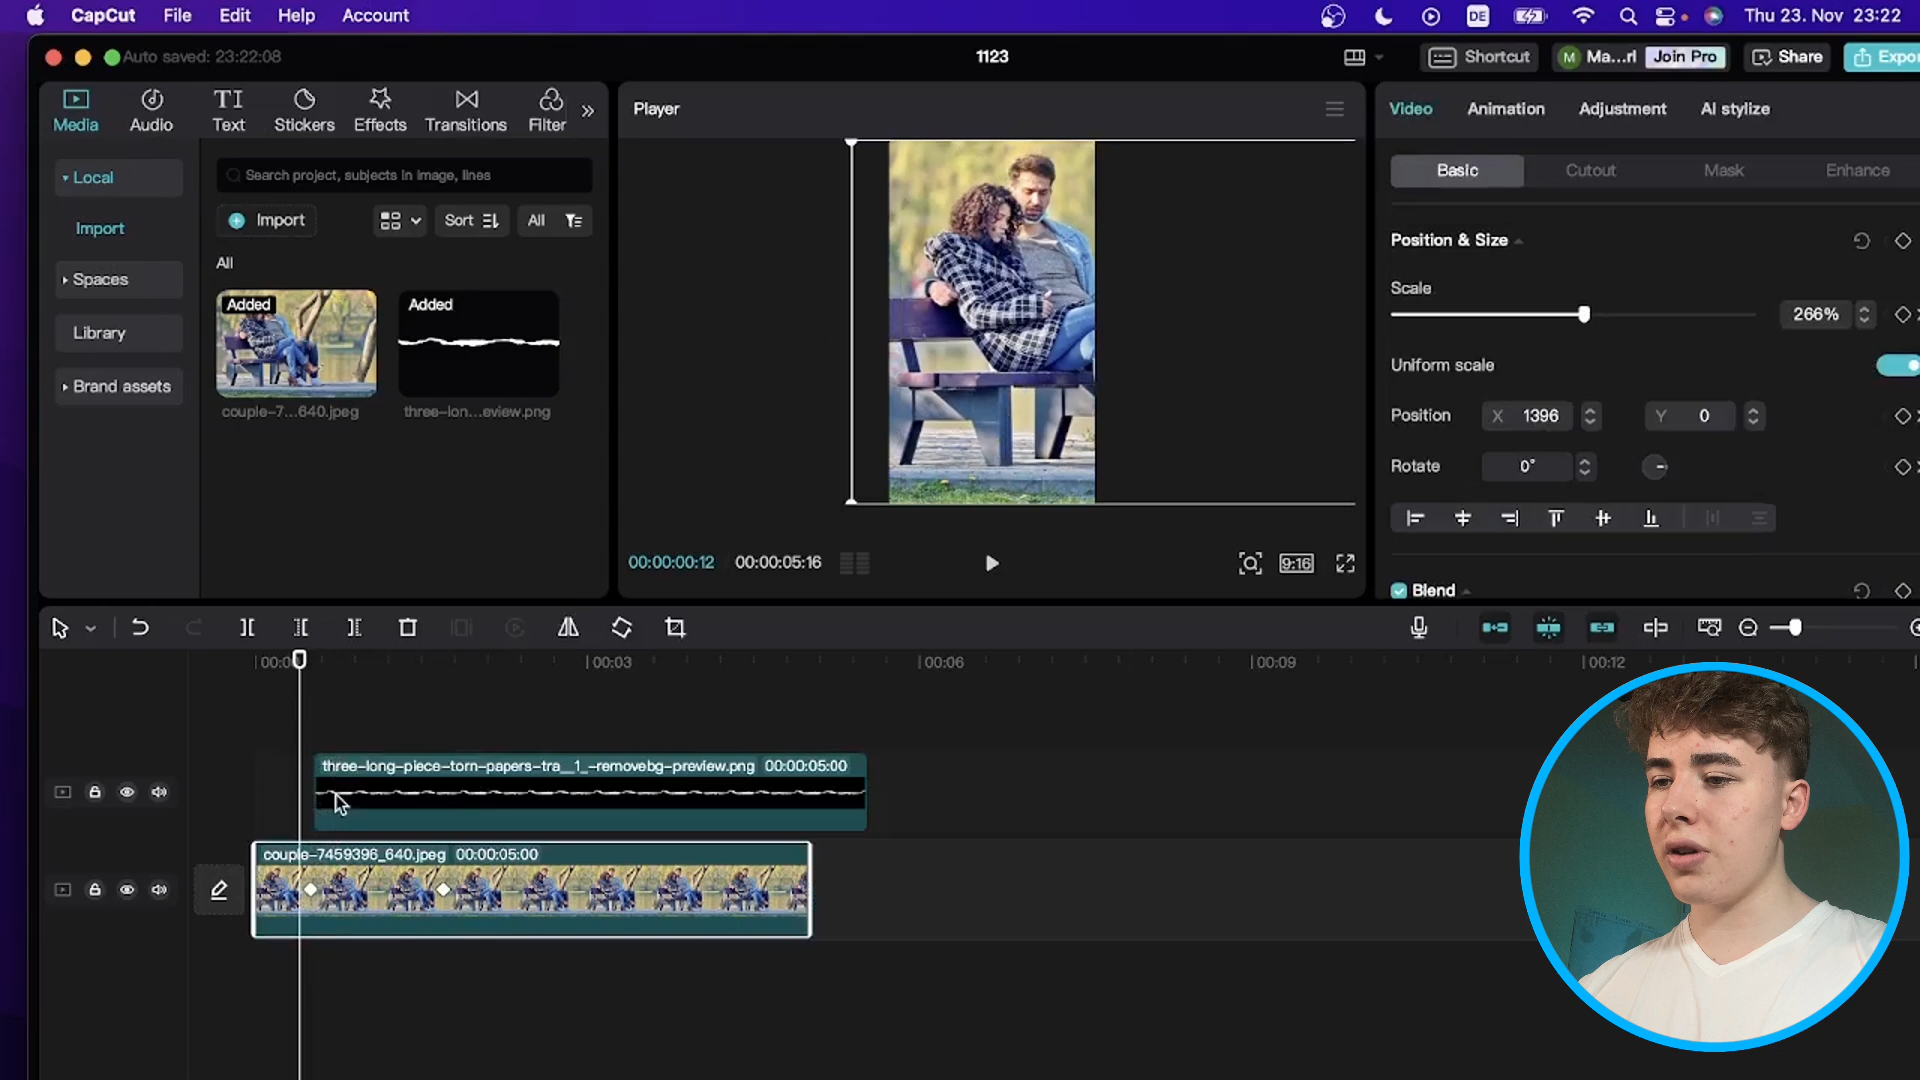 CapCut File Edit Help Account DE Thu 23. Nov 23:22
Auto saved: 23:22:08 1123 Shortcut M Ma...rl Join Pro Share Expor
Media Audio TI Text Stickers Effects Transitions Filter
Player
Video Animation Adjustment AI stylize
Local
Import
Spaces
Library
Brand assets
Search project, subjects in image, lines
Import Sort All
All
Added
couple-7...640.jpeg
Added
three-lon...eview.png
00:00:00:12 00:00:05:16 9:16
Basic Cutout Mask Enhance
Position & Size
Scale
266%
Uniform scale
Position X 1396 Y 0
Rotate 0°
Blend
00:0 00:03 00:06 00:09 00:12
three-long-piece-torn-papers-tra__1_-removebg-preview.png 00:00:05:00
couple-7459396_640.jpeg 00:00:05:00